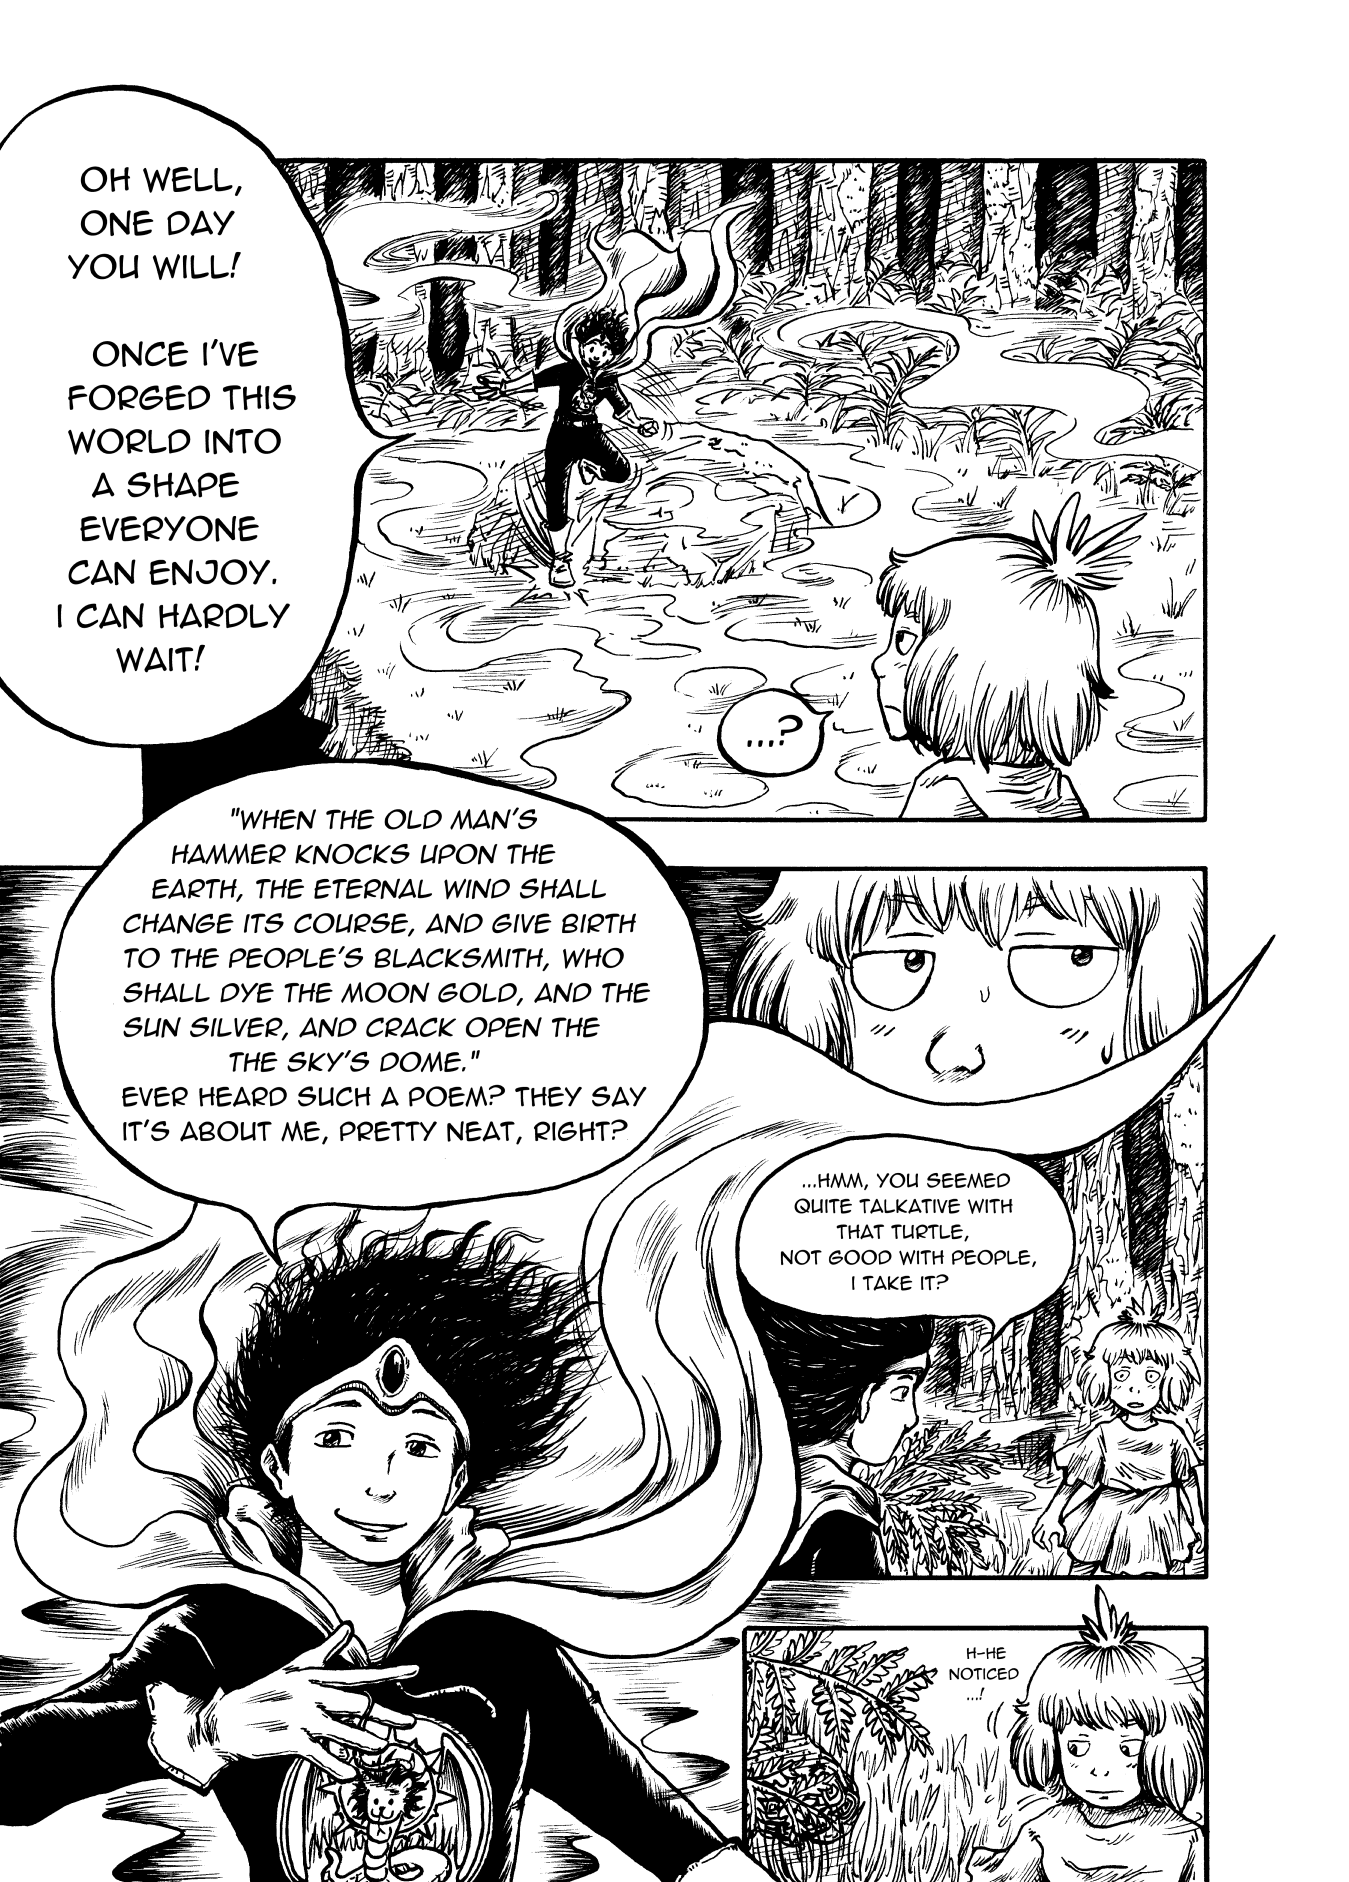 OH WELL,
ONE DAY
YOU WILL!
ONCE I'VE
FORGED THIS
WORLD INTO
A SHAPE
EVERYONE
CAN ENJOY.
I CAN HARDLY
WAIT!
....?
"WHEN THE OLD MAN'S
HAMMER KNOCKS UPON THE
EARTH, THE ETERNAL WIND SHALL
CHANGE ITS COURSE, AND GIVE BIRTH
TO THE PEOPLE'S BLACKSMITH, WHO
SHALL DYE THE MOON GOLD, AND THE
SUN SILVER, AND CRACK OPEN THE
THE SKY'S DOME."
EVER HEARD SUCH A POEM? THEY SAY
IT'S ABOUT ME, PRETTY NEAT, RIGHT?
...HMM, YOU SEEMED
QUITE TALKATIVE WITH
THAT TURTLE,
NOT GOOD WITH PEOPLE,
I TAKE IT?
H-HE
NOTICED
...!